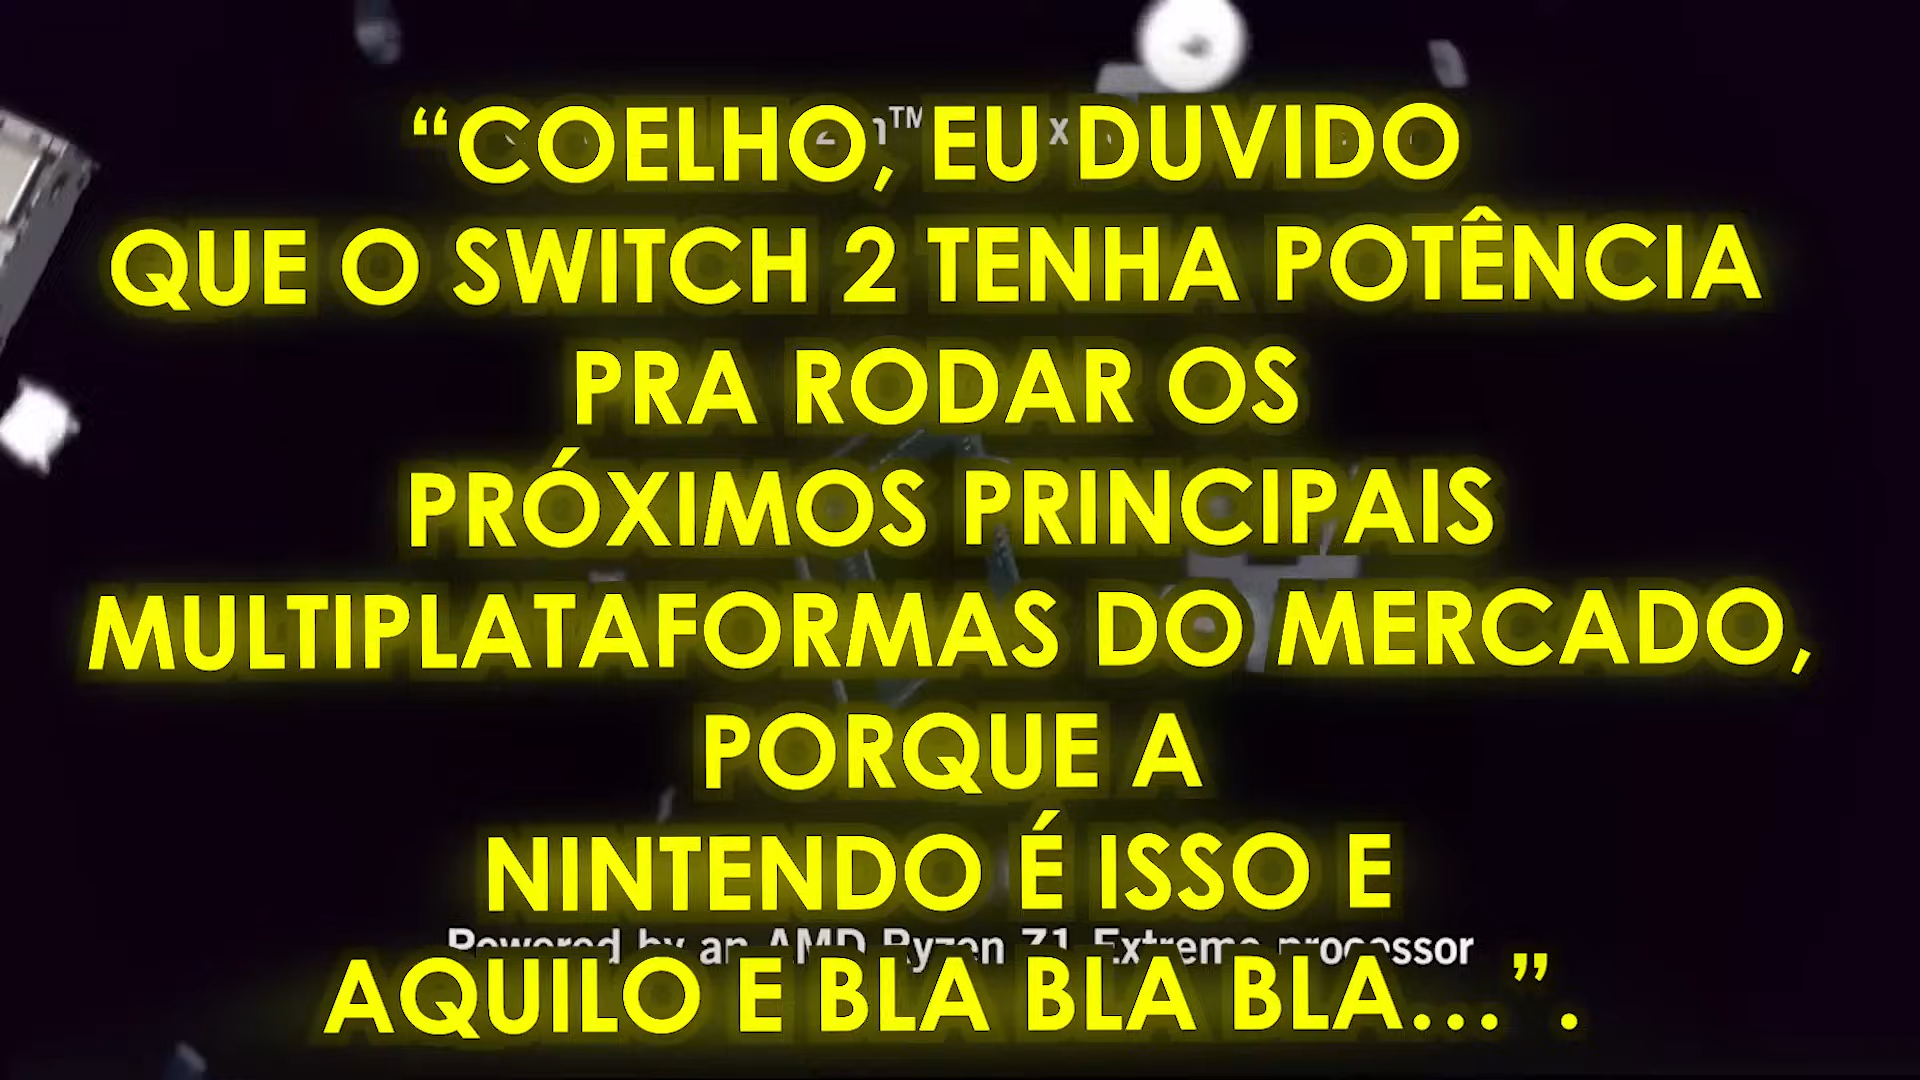 “COELHO, EU DUVIDO
QUE O SWITCH 2 TENHA POTÊNCIA
PRA RODAR OS
PRÓXIMOS PRINCIPAIS
MULTIPLATAFORMAS DO MERCADO,
PORQUE A
NINTENDO É ISSO E
Powered by an AMD Ryzen Z1 Extreme processor
AQUILO E BLA BLA BLA...”.